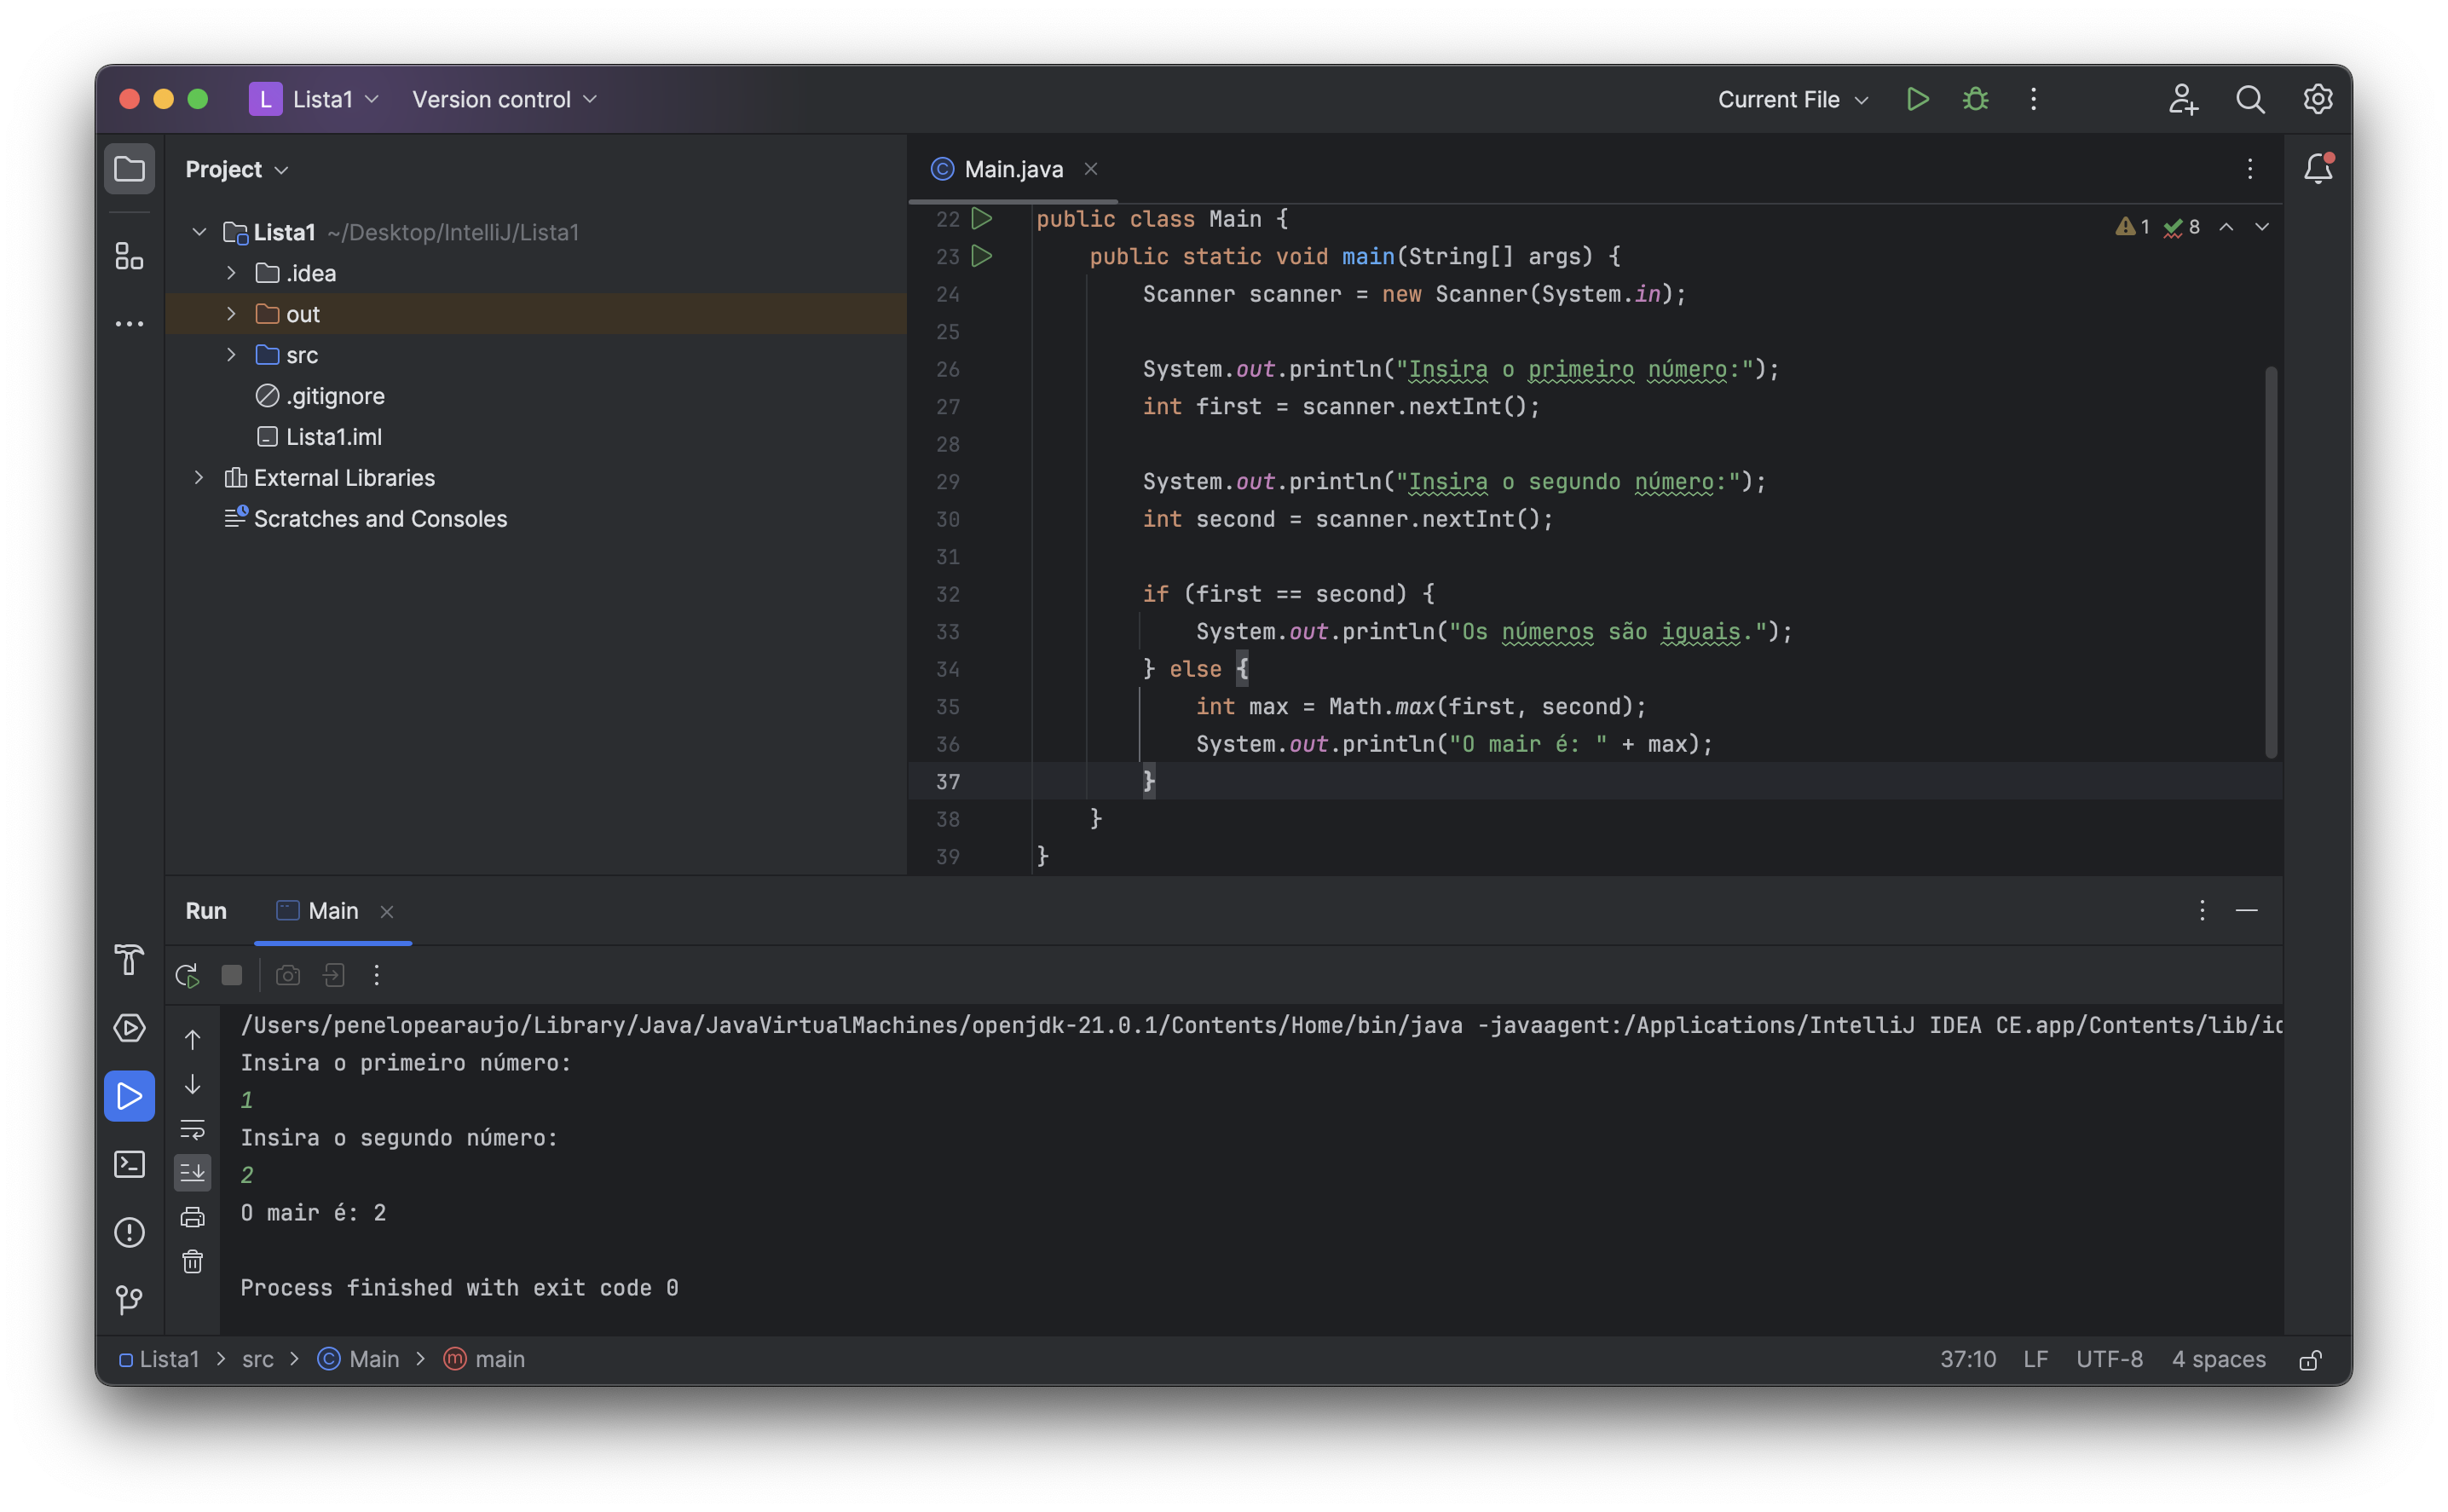 L Lista1 Version control Current File
Project
Lista1 ~/Desktop/IntelliJ/Lista1
.idea
out
src
.gitignore
Lista1.iml
External Libraries
Scratches and Consoles
Main.java
1 8
22 public class Main {
23 public static void main(String[] args) {
24 Scanner scanner = new Scanner(System.in);
25
26 System.out.println("Insira o primeiro número:");
27 int first = scanner.nextInt();
28
29 System.out.println("Insira o segundo número:");
30 int second = scanner.nextInt();
31
32 if (first == second) {
33 System.out.println("Os números são iguais.");
34 } else {
35 int max = Math.max(first, second);
36 System.out.println("O mair é: " + max);
37 }
38 }
39 }
Run Main
/Users/penelopearaujo/Library/Java/JavaVirtualMachines/openjdk-21.0.1/Contents/Home/bin/java -javaagent:/Applications/IntelliJ IDEA CE.app/Contents/lib/id
Insira o primeiro número:
1
Insira o segundo número:
2
O mair é: 2
Process finished with exit code 0
Lista1 > src > Main > main 37:10 LF UTF-8 4 spaces